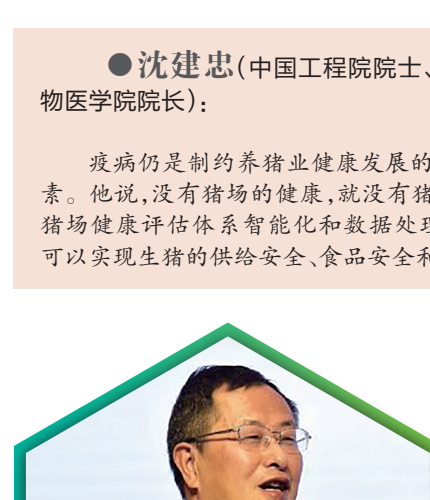 ●沈建忠(中国工程院院士、
物医学院院长):
疫病仍是制约养猪业健康发展的
素。他说,没有猪场的健康,就没有猪
猪场健康评估体系智能化和数据处理
可以实现生猪的供给安全、食品安全和